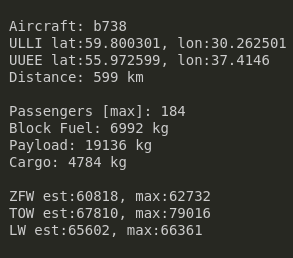 Aircraft: b738
ULLI lat:59.800301, lon:30.262501
UUEE lat:55.972599, lon:37.4146
Distance: 599 km
Passengers [max]: 184
Block Fuel: 6992 kg
Payload: 19136 kg
Cargo: 4784 kg
ZFW est:60818, max:62732
TOW est:67810, max:79016
LW est:65602, max:66361